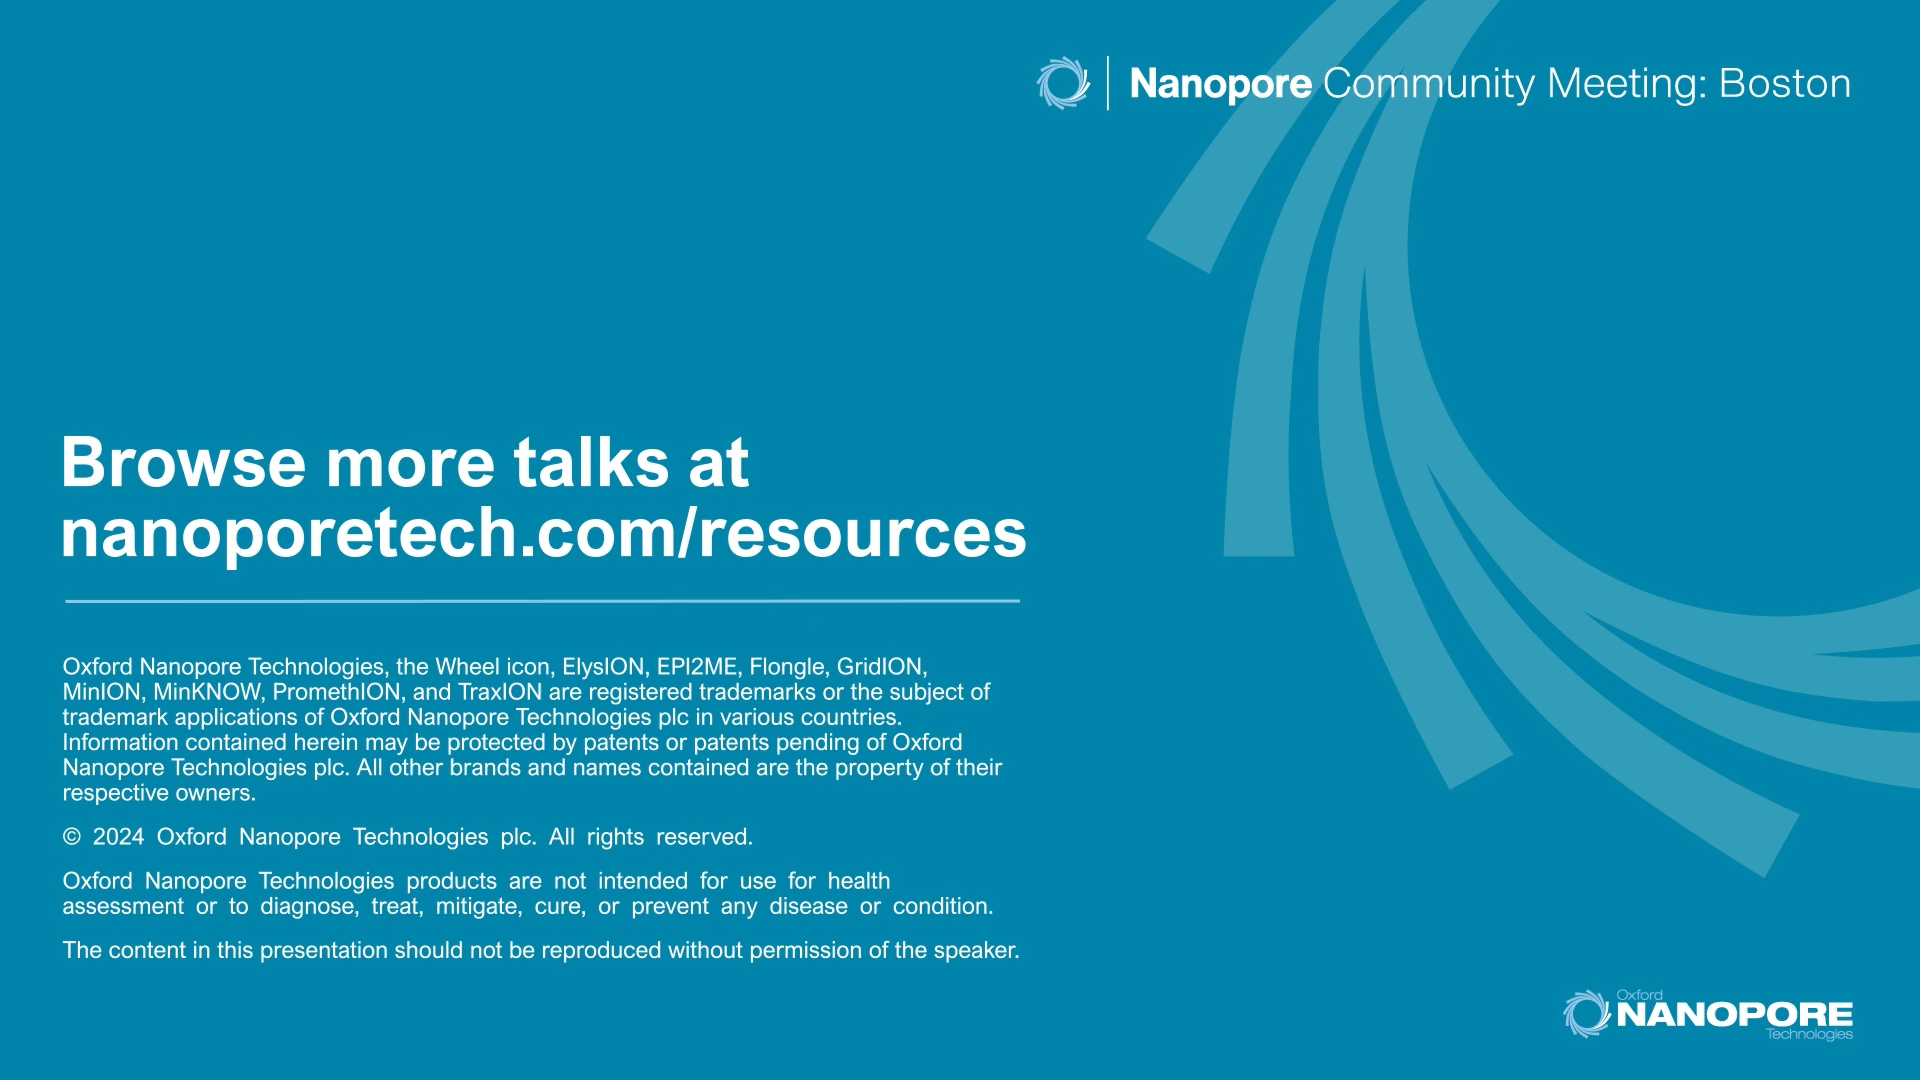 Nanopore Community Meeting: Boston
Browse more talks at
nanoporetech.com/resources
Oxford Nanopore Technologies, the Wheel icon, ElysION, EPI2ME, Flongle, GridION,
MinION, MinKNOW, PromethION, and TraxION are registered trademarks or the subject of
trademark applications of Oxford Nanopore Technologies plc in various countries.
Information contained herein may be protected by patents or patents pending of Oxford
Nanopore Technologies plc. All other brands and names contained are the property of their
respective owners.
© 2024 Oxford Nanopore Technologies plc. All rights reserved.
Oxford Nanopore Technologies products are not intended for use for health
assessment or to diagnose, treat, mitigate, cure, or prevent any disease or condition.
The content in this presentation should not be reproduced without permission of the speaker.
Oxford
NANOPORE
Technologies